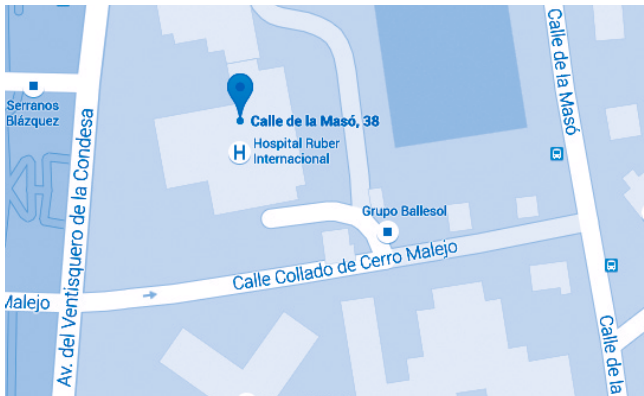 Serranos
Blázquez
Av. del Ventisquero de la Condesa
Calle de la Masó, 38
H
Hospital Ruber
Internacional
Calle de la Masó
Grupo Ballesol
Calle Collado de Cerro Malejo
Malejo
Calle de la